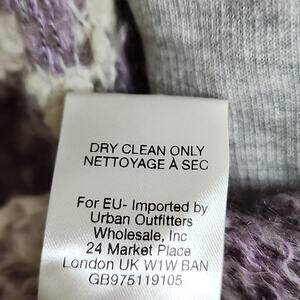 DRY CLEAN ONLY
NETTOYAGE À SEC
For EU- Imported by
Urban Outfitters
Wholesale, Inc
24 Market Place
London UK W1W BAN
GB975119105